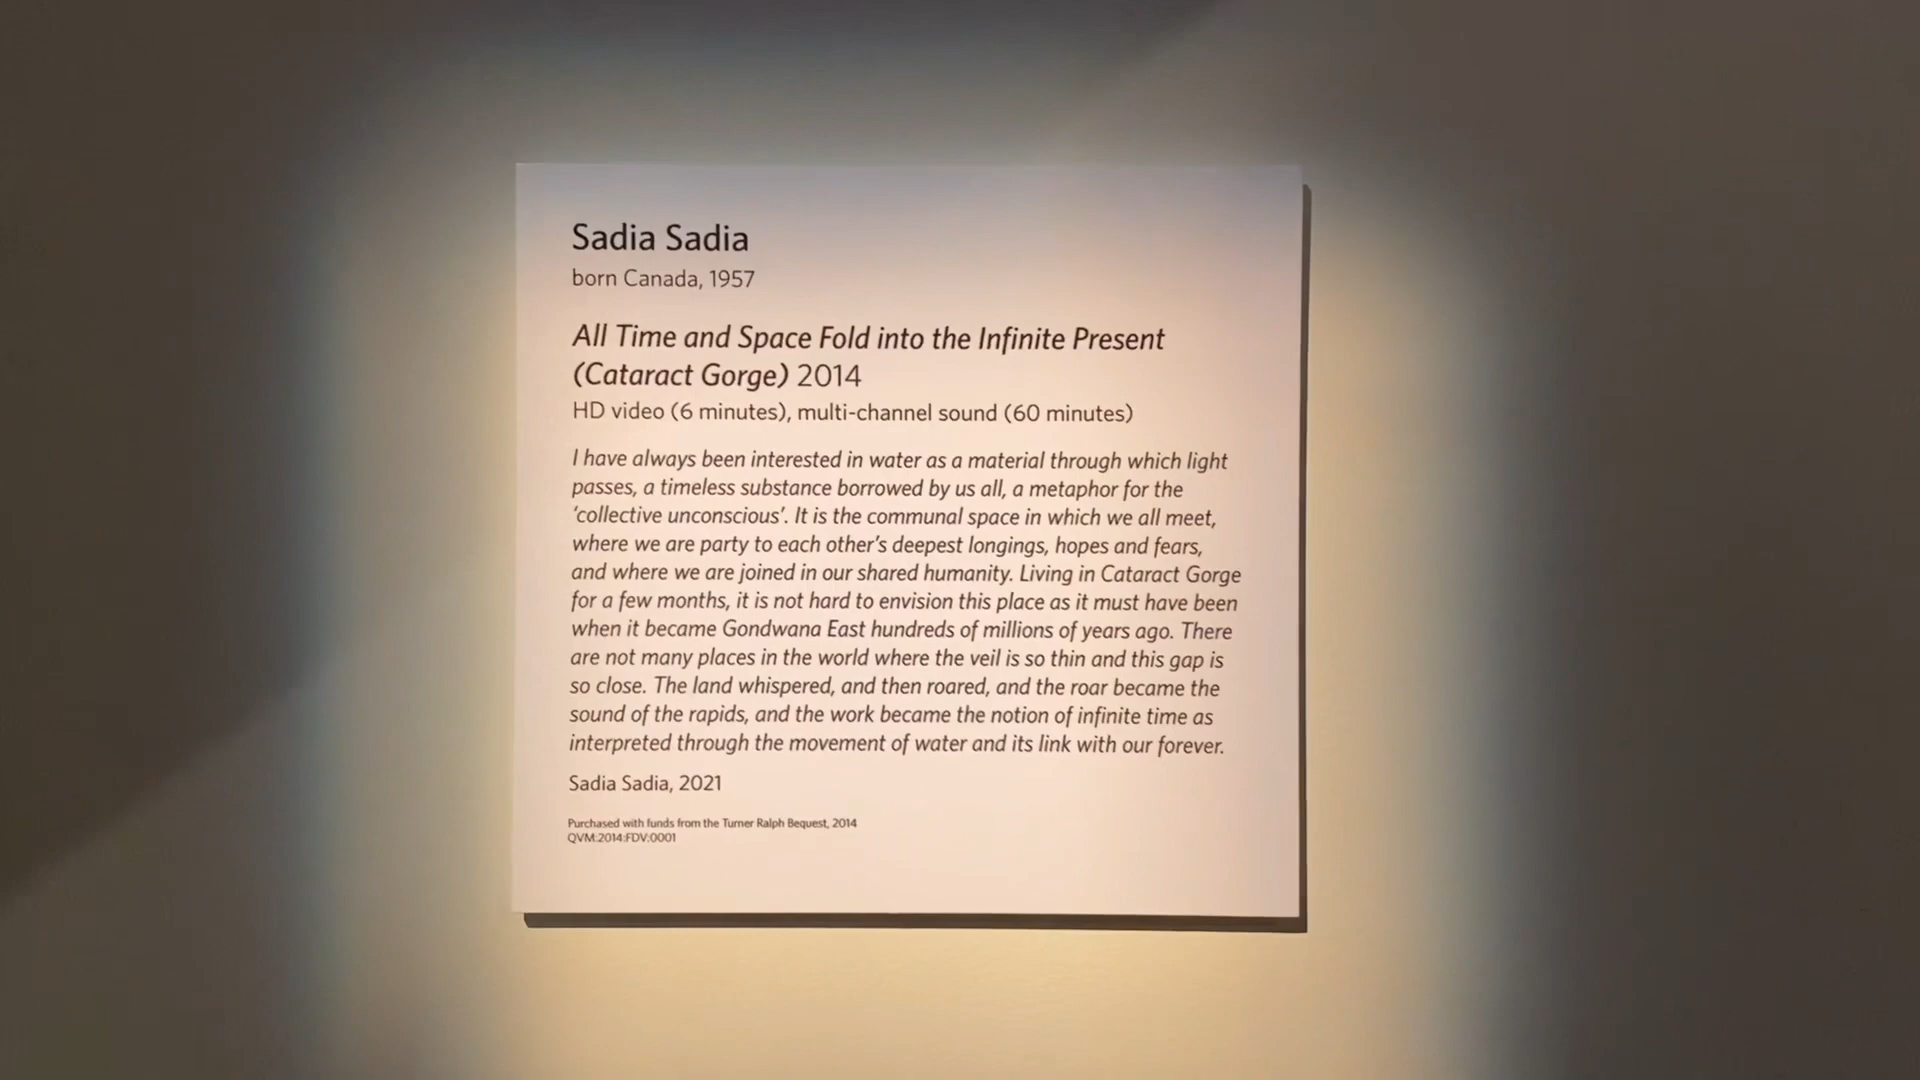 Sadia Sadia
born Canada, 1957
All Time and Space Fold into the Infinite Present
(Cataract Gorge) 2014
HD video (6 minutes), multi-channel sound (60 minutes)
I have always been interested in water as a material through which light
passes, a timeless substance borrowed by us all, a metaphor for the
‘collective unconscious’. It is the communal space in which we all meet,
where we are party to each other’s deepest longings, hopes and fears,
and where we are joined in our shared humanity. Living in Cataract Gorge
for a few months, it is not hard to envision this place as it must have been
when it became Gondwana East hundreds of millions of years ago. There
are not many places in the world where the veil is so thin and this gap is
so close. The land whispered, and then roared, and the roar became the
sound of the rapids, and the work became the notion of infinite time as
interpreted through the movement of water and its link with our forever.
Sadia Sadia, 2021
Purchased with funds from the Turner Ralph Bequest, 2014
QVM:2014:FDV:0001